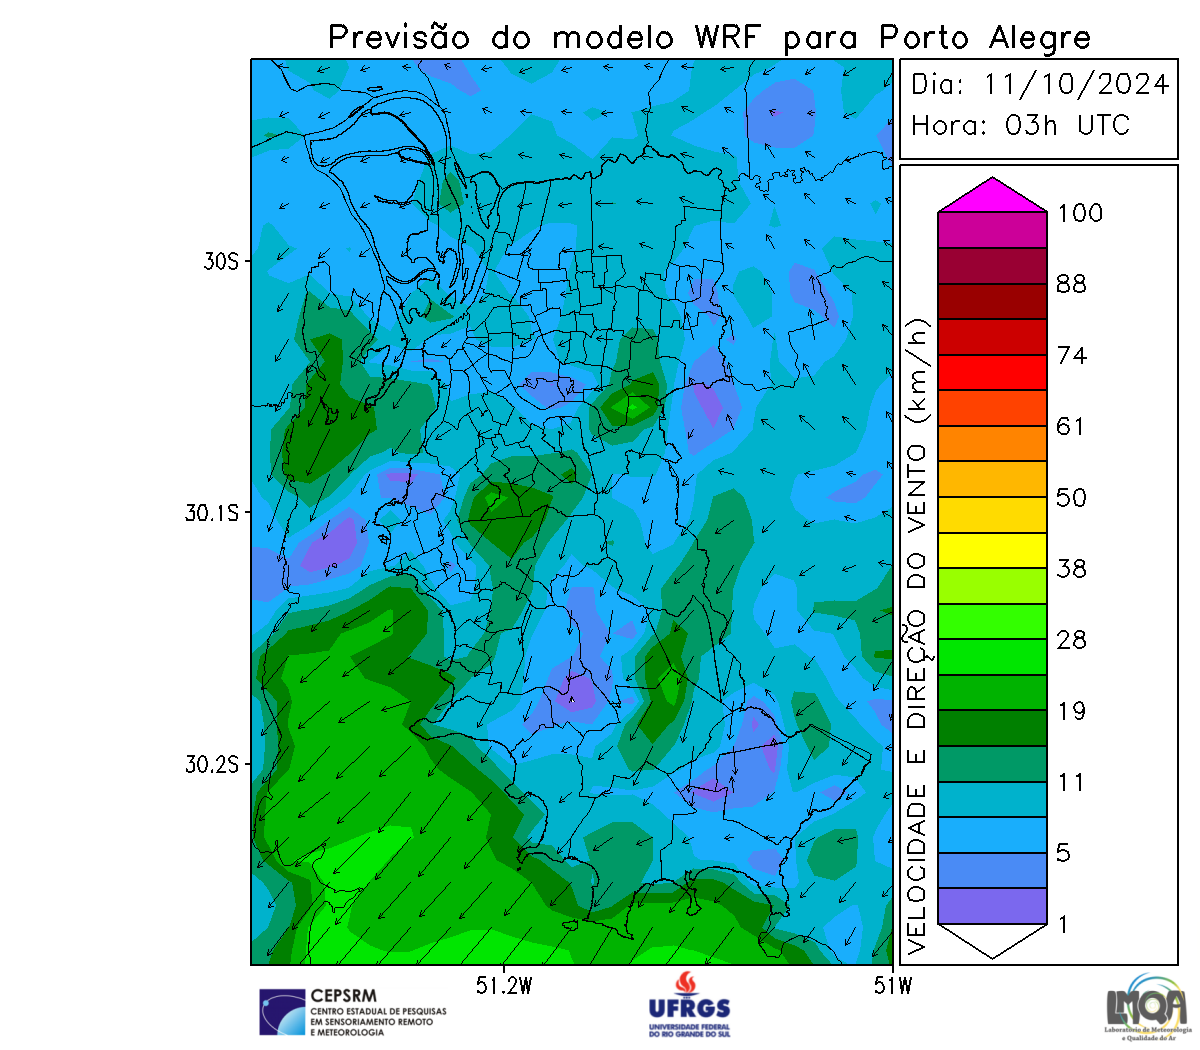 Previsão do modelo WRF para Porto Alegre
Dia: 11/10/2024
Hora: 03h UTC
100
88
74
61
50
38
28
19
11
5
1
VELOCIDADE E DIREÇÃO DO VENTO (km/h)
30S
30.1S
30.2S
51.2W
51W
CEPSRM
CENTRO ESTADUAL DE PESQUISAS
EM SENSORIAMENTO REMOTO
E METEOROLOGIA
UFRGS
UNIVERSIDADE FEDERAL
DO RIO GRANDE DO SUL
LMQA
Laboratório de Meteorologia
e Qualidade do Ar